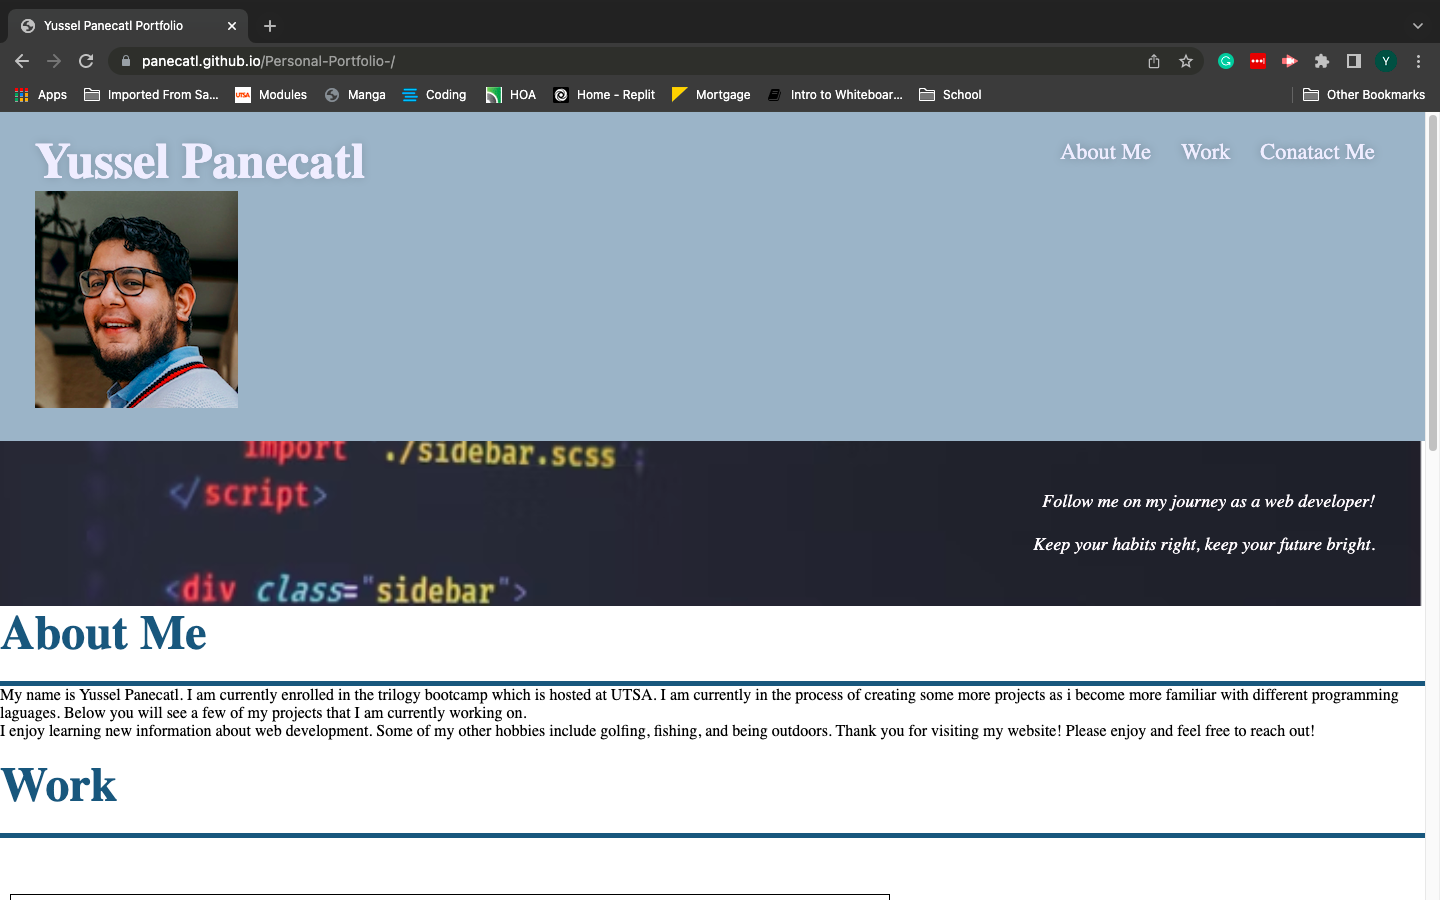 Yussel Panecatl Portfolio
panecatl.github.io/Personal-Portfolio-/
Y
Apps
Imported From Sa...
UTSA
Modules
Manga
Coding
HOA
Home - Replit
Mortgage
Intro to Whiteboar...
School
Other Bookmarks
Yussel Panecatl
About Me
Work
Conatact Me
import './sidebar.scss';
</script>
<div class="sidebar">
Follow me on my journey as a web developer!
Keep your habits right, keep your future bright.
About Me
My name is Yussel Panecatl. I am currently enrolled in the trilogy bootcamp which is hosted at UTSA. I am currently in the process of creating some more projects as i become more familiar with different programming
laguages. Below you will see a few of my projects that I am currently working on.
I enjoy learning new information about web development. Some of my other hobbies include golfing, fishing, and being outdoors. Thank you for visiting my website! Please enjoy and feel free to reach out!
Work